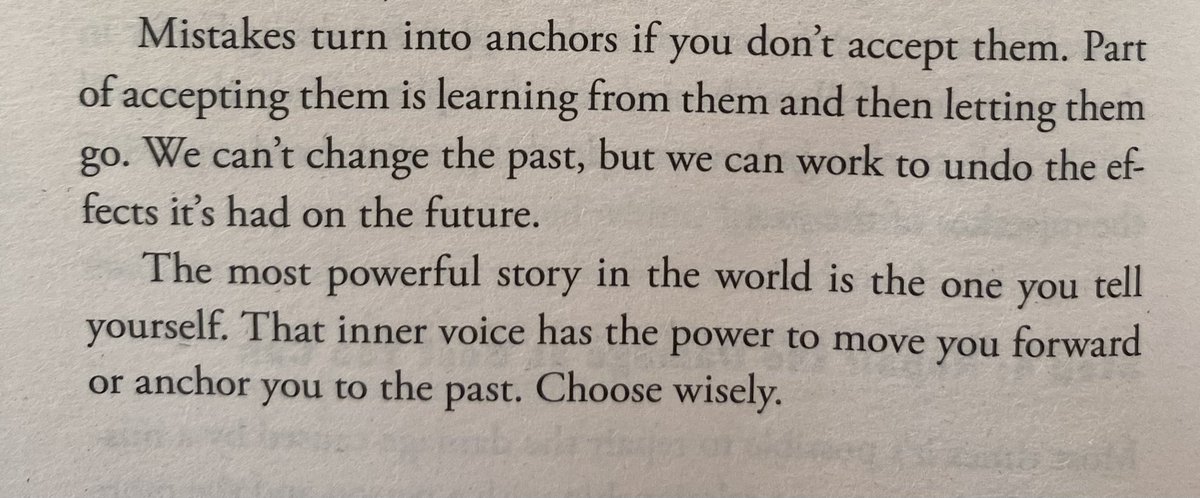 Mistakes turn into anchors if you don’t accept them. Part
of accepting them is learning from them and then letting them
go. We can’t change the past, but we can work to undo the ef-
fects it’s had on the future.
The most powerful story in the world is the one you tell
yourself. That inner voice has the power to move you forward
or anchor you to the past. Choose wisely.